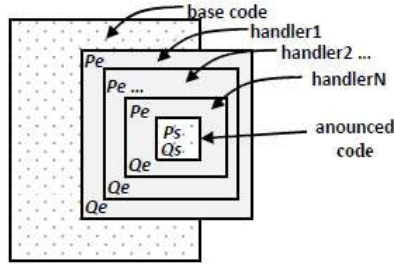 base code
handler1
handler2 ...
handlerN
Pe
Pe ...
Pe
Ps
Qs
Qe
Qe
Qe
anounced
code